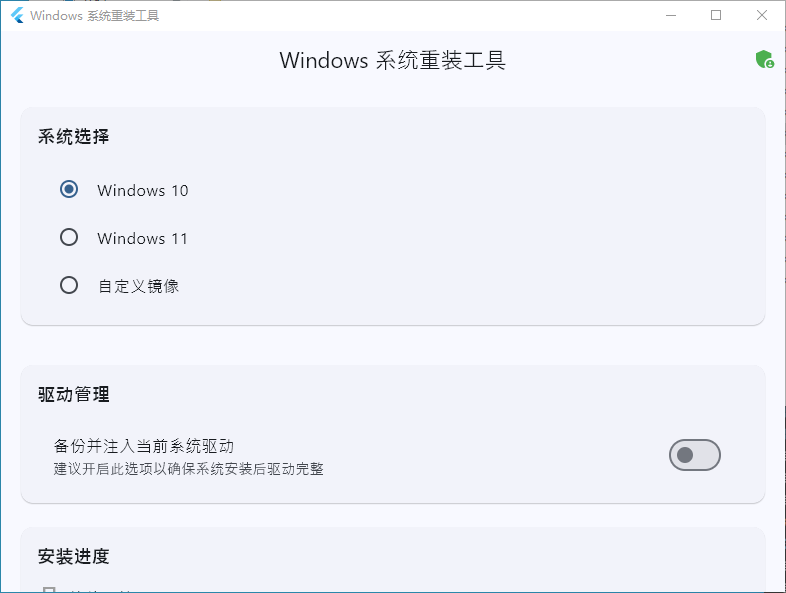 Windows 系统重装工具
Windows 系统重装工具
系统选择
Windows 10
Windows 11
自定义镜像
驱动管理
备份并注入当前系统驱动
建议开启此选项以确保系统安装后驱动完整
安装进度